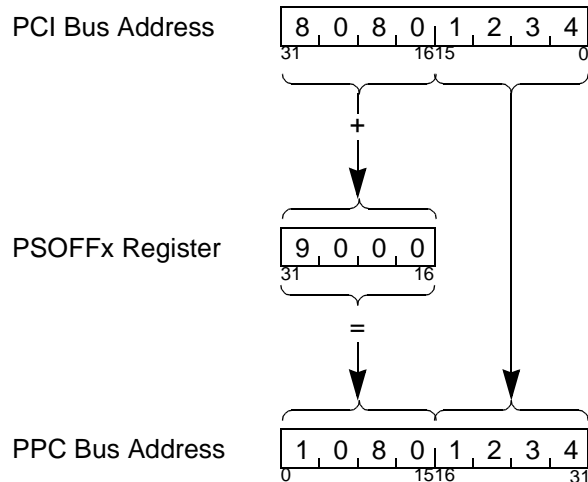 PCI Bus Address 8 0 8 0 1 2 3 4
31 16 15 0
+
PSOFFx Register 9 0 0 0
31 16
=
PPC Bus Address 1 0 8 0 1 2 3 4
0 15 16 31